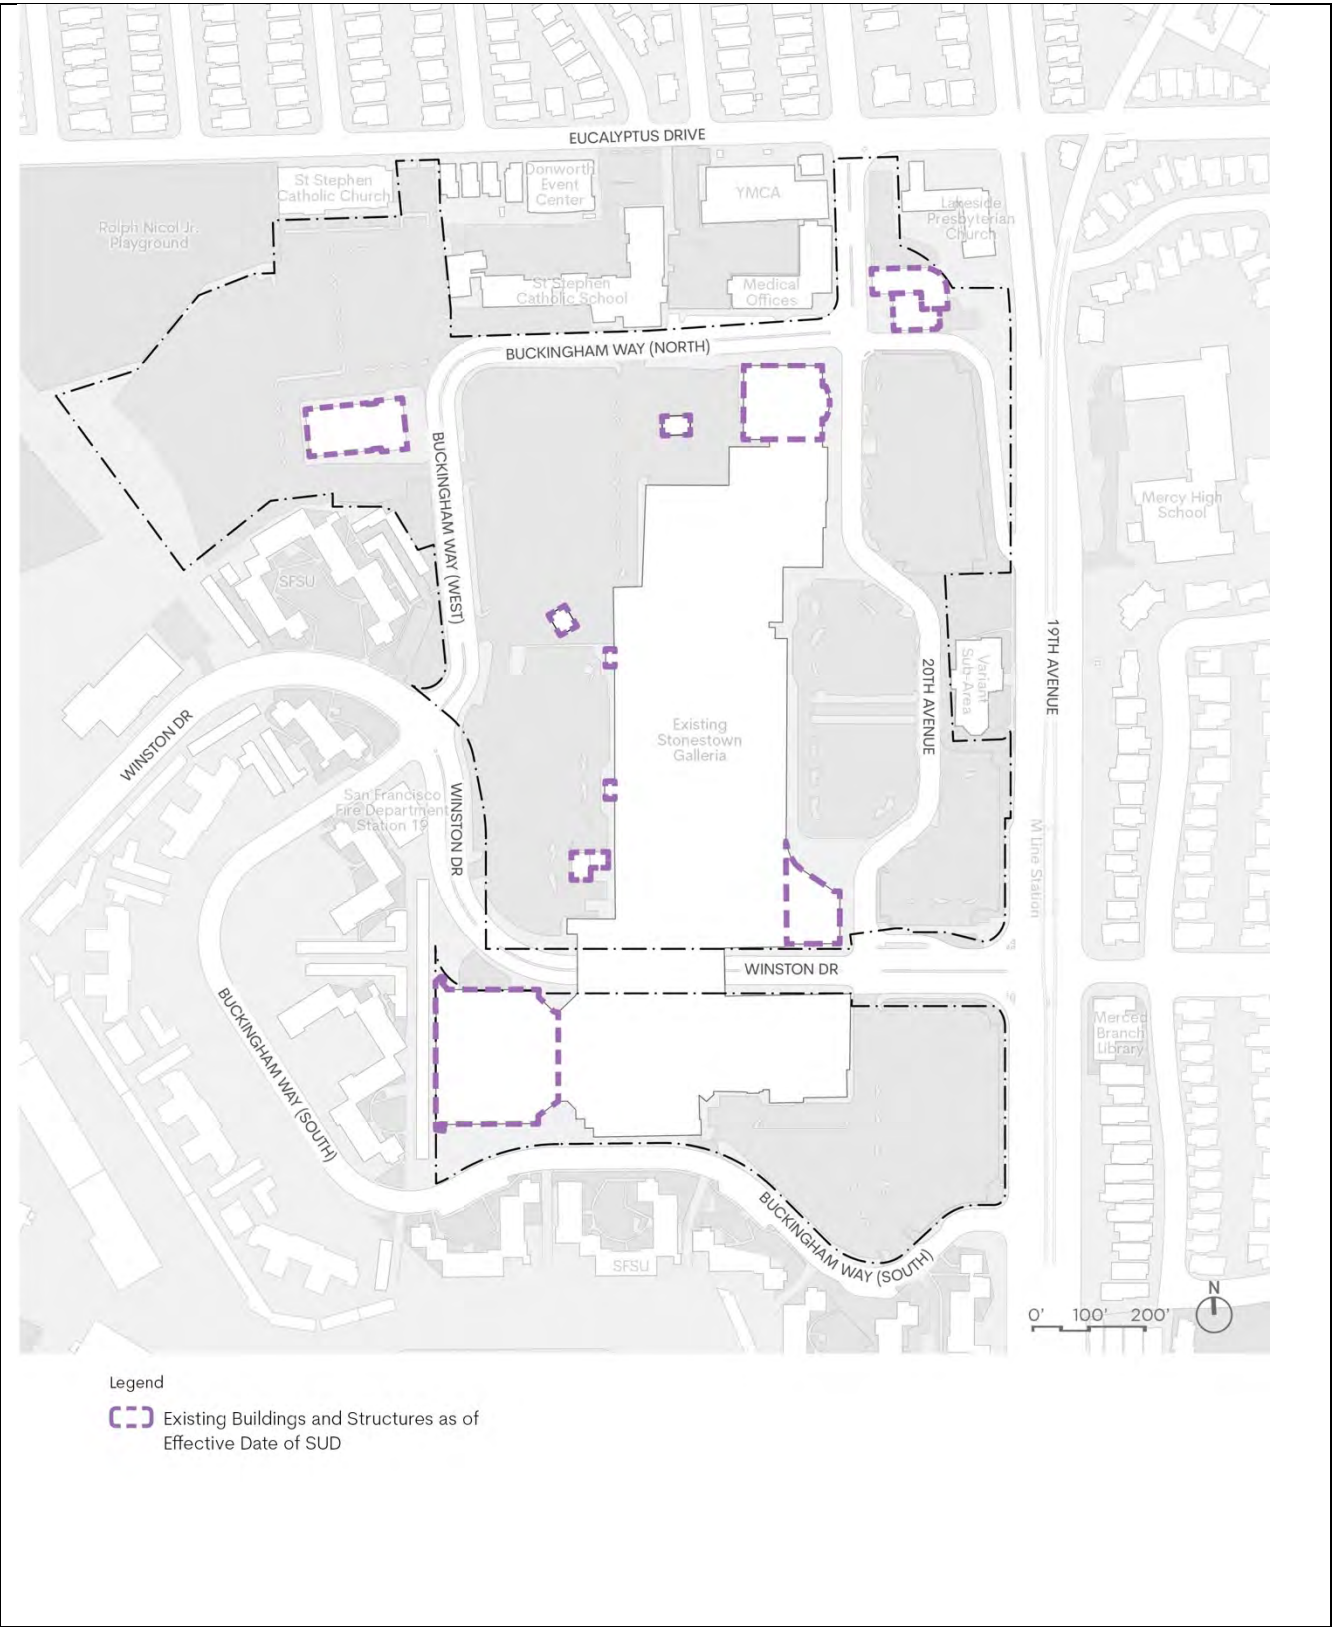 EUCALYPTUS DRIVE
St Stephen
Catholic Church
Donworth
Event
Center
YMCA
Lakeside
Presbyterian
Church
Rolph Nicol Jr.
Playground
St Stephen
Catholic School
Medical
Offices
BUCKINGHAM WAY (NORTH)
BUCKINGHAM WAY (WEST)
Mercy High
School
SFSU
19TH AVENUE
20TH AVENUE
Variant
Sub-Area
WINSTON DR
Existing
Stonestown
Galleria
San Francisco
Fire Department
Station 19
WINSTON DR
M Line Station
WINSTON DR
BUCKINGHAM WAY (SOUTH)
Merced
Branch
Library
BUCKINGHAM WAY (SOUTH)
SFSU
N
0' 100' 200'
Legend
Existing Buildings and Structures as of
Effective Date of SUD